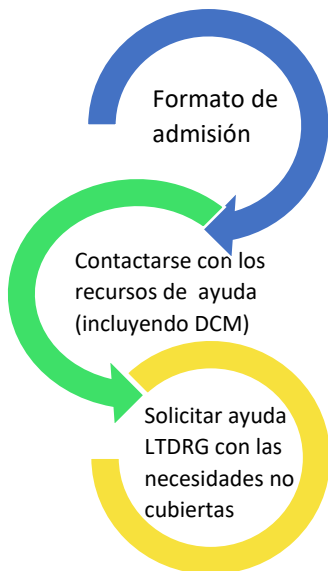 Formato de
admisión
Contactarse con los
recursos de ayuda
(incluyendo DCM)
Solicitar ayuda
LTDRG con las
necesidades no
cubiertas